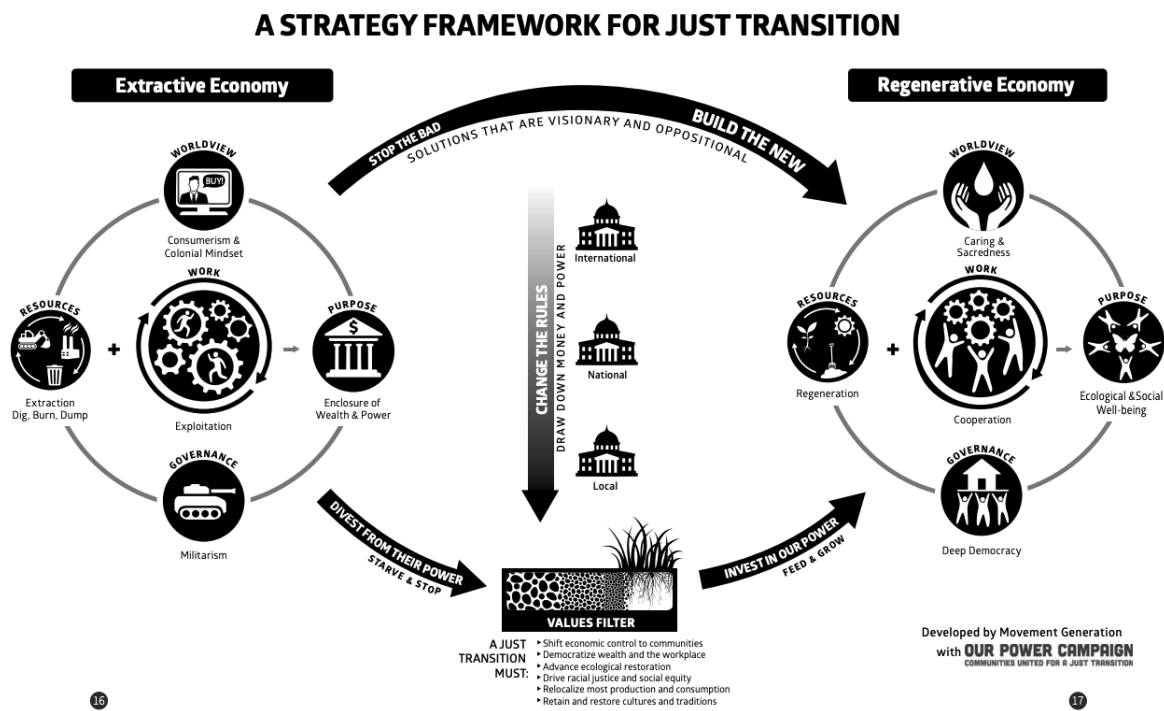 A STRATEGY FRAMEWORK FOR JUST TRANSITION
Extractive Economy
WORLDVIEW
BUY!
Consumerism &
Colonial Mindset
RESOURCES
Extraction
Dig, Burn, Dump
+
WORK
Exploitation
PURPOSE
$
Enclosure of
Wealth & Power
GOVERNANCE
Militarism
STOP THE BAD
BUILD THE NEW
SOLUTIONS THAT ARE VISIONARY AND OPPOSITIONAL
CHANGE THE RULES
DRAW DOWN MONEY AND POWER
International
National
Local
DIVEST FROM THEIR POWER
STARVE & STOP
VALUES FILTER
A JUST
TRANSITION
MUST:
‣ Shift economic control to communities
‣ Democratize wealth and the workplace
‣ Advance ecological restoration
‣ Drive racial justice and social equity
‣ Relocalize most production and consumption
‣ Retain and restore cultures and traditions
INVEST IN OUR POWER
FEED & GROW
Regenerative Economy
WORLDVIEW
Caring &
Sacredness
RESOURCES
Regeneration
+
WORK
Cooperation
PURPOSE
Ecological &Social
Well-being
GOVERNANCE
Deep Democracy
Developed by Movement Generation
with OUR POWER CAMPAIGN
COMMUNITIES UNITED FOR A JUST TRANSITION
16
17